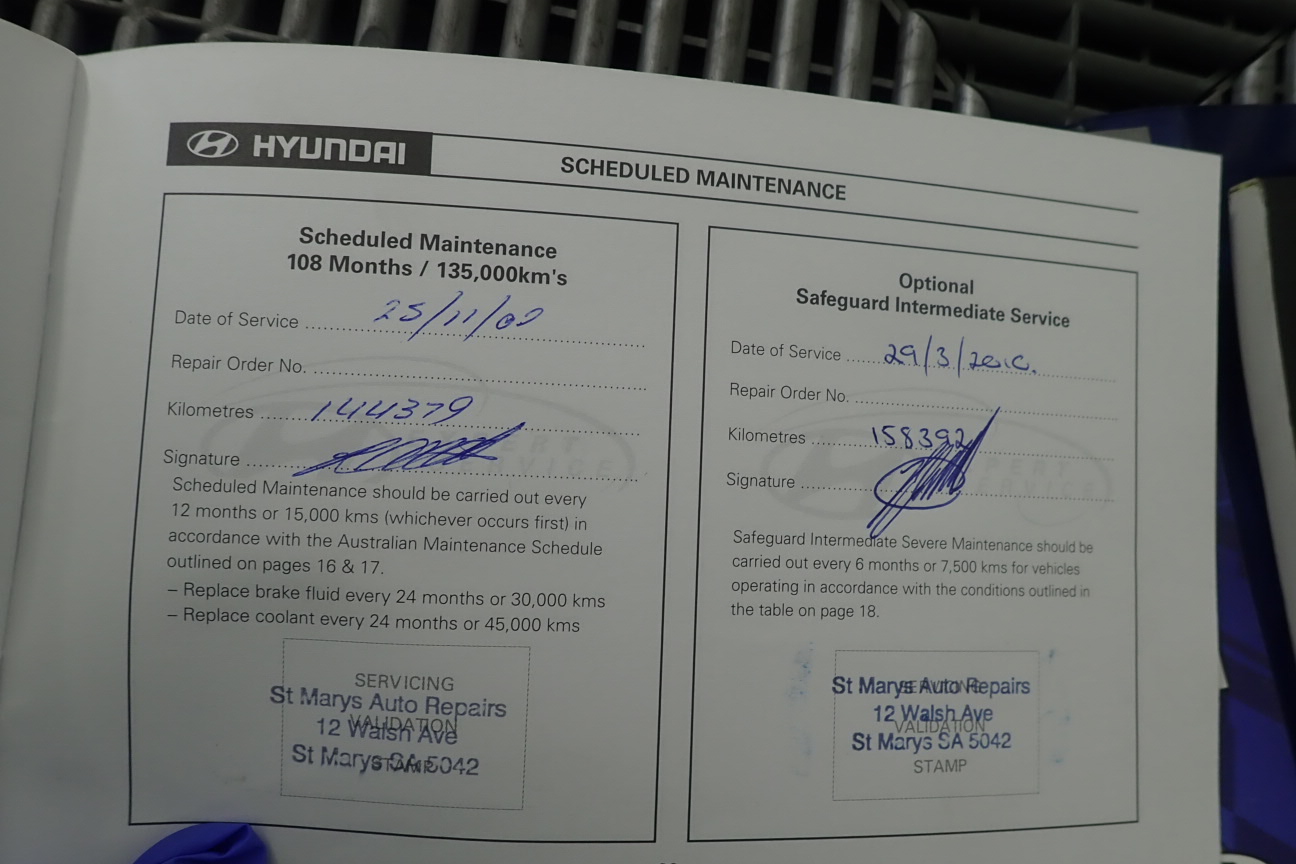 HYUNDAI
SCHEDULED MAINTENANCE
Scheduled Maintenance
108 Months / 135,000km's
Date of Service 25/11/09
Repair Order No.
Kilometres 144379
Signature
Scheduled Maintenance should be carried out every
12 months or 15,000 kms (whichever occurs first) in
accordance with the Australian Maintenance Schedule
outlined on pages 16 & 17.
– Replace brake fluid every 24 months or 30,000 kms
– Replace coolant every 24 months or 45,000 kms
SERVICING
St Marys Auto Repairs
VALIDATION
12 Walsh Ave
St Marys SA 5042
STAMP
Optional
Safeguard Intermediate Service
Date of Service 29/3/2010.
Repair Order No.
Kilometres 158392
Signature
Safeguard Intermediate Severe Maintenance should be
carried out every 6 months or 7,500 kms for vehicles
operating in accordance with the conditions outlined in
the table on page 18.
SERVICING
St Marys Auto Repairs
12 Walsh Ave
VALIDATION
St Marys SA 5042
STAMP